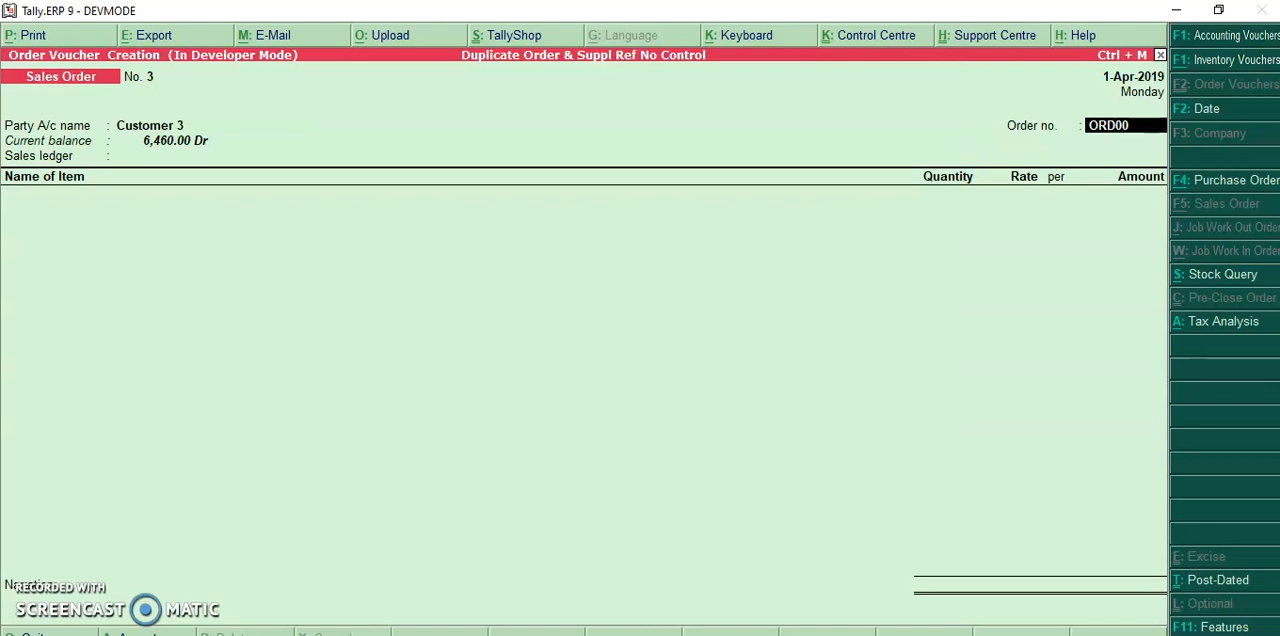 Tally.ERP 9 - DEVMODE
P: Print E: Export M: E-Mail O: Upload S: TallyShop G: Language K: Keyboard K: Control Centre H: Support Centre H: Help
Order Voucher Creation (In Developer Mode) Duplicate Order & Suppl Ref No Control Ctrl + M
Sales Order No. 3 1-Apr-2019
Monday
Party A/c name : Customer 3 Order no. : ORD00
Current balance : 6,460.00 Dr
Sales ledger :
Name of Item Quantity Rate per Amount
RECORDED WITH
SCREENCAST MATIC
F1: Accounting Vouchers
F1: Inventory Vouchers
F2: Order Vouchers
F2: Date
F3: Company
F4: Purchase Order
F5: Sales Order
J: Job Work Out Order
W: Job Work In Order
S: Stock Query
C: Pre-Close Order
A: Tax Analysis
E: Excise
T: Post-Dated
L: Optional
F11: Features